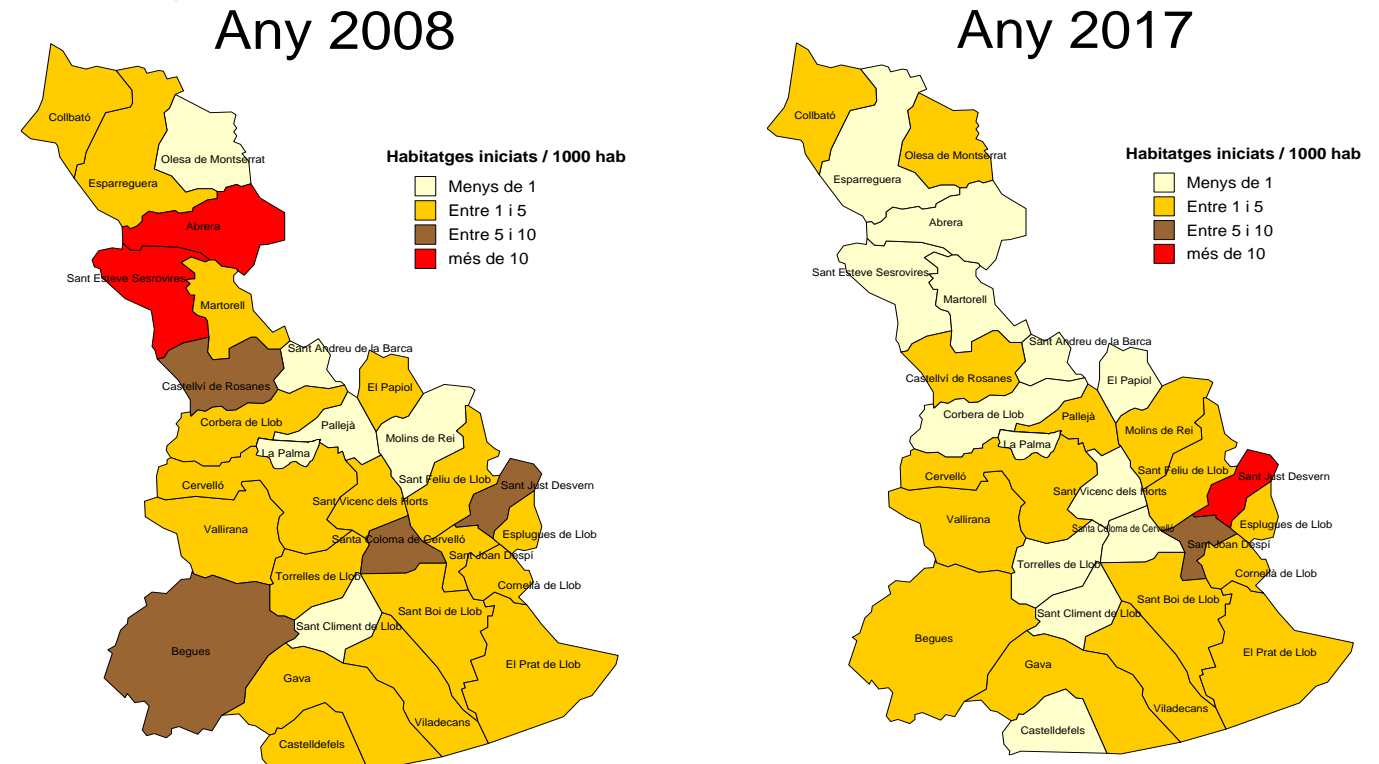 Any 2008
Collbató
Olesa de Montserrat
Esparreguera
Abrera
Sant Esteve Sesrovires
Martorell
Sant Andreu de la Barca
Castellví de Rosanes
El Papiol
Corbera de Llob
Pallejà
Molins de Rei
La Palma
Cervelló
Sant Feliu de Llob
Sant Just Desvern
Sant Vicenc dels Horts
Vallirana
Esplugues de Llob
Santa Coloma de Cervelló
Sant Joan Despí
Torrelles de Llob
Cornellà de Llob
Sant Boi de Llob
Sant Climent de Llob
Begues
El Prat de Llob
Gava
Viladecans
Castelldefels
Habitatges iniciats / 1000 hab
Menys de 1
Entre 1 i 5
Entre 5 i 10
més de 10
Any 2017
Collbató
Olesa de Montserrat
Esparreguera
Abrera
Sant Esteve Sesrovires
Martorell
Sant Andreu de la Barca
Castellví de Rosanes
El Papiol
Corbera de Llob
Pallejà
Molins de Rei
La Palma
Sant Feliu de Llob
Cervelló
Sant Just Desvern
Sant Vicenc dels Horts
Vallirana
Esplugues de Llob
Santa Coloma de Cervelló
Sant Joan Despí
Torrelles de Llob
Cornellà de Llob
Sant Boi de Llob
Sant Climent de Llob
Begues
El Prat de Llob
Gava
Viladecans
Castelldefels
Habitatges iniciats / 1000 hab
Menys de 1
Entre 1 i 5
Entre 5 i 10
més de 10